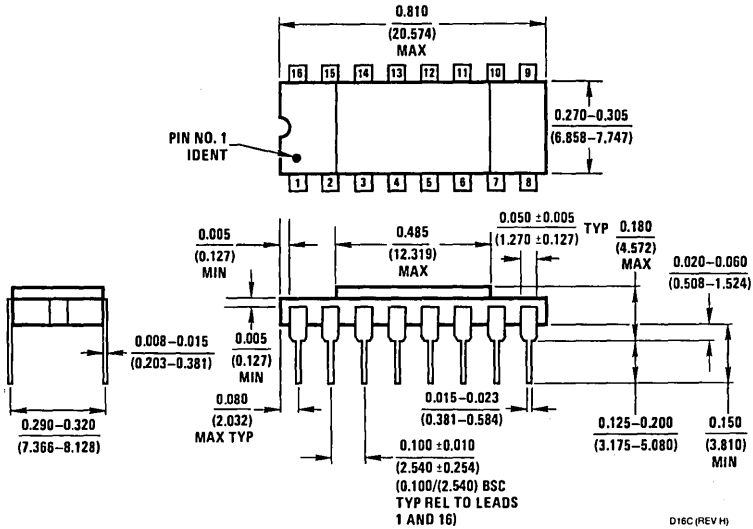 0.810
(20.574)
MAX
16 15 14 13 12 11 10 9
0.270–0.305
(6.858–7.747)
PIN NO. 1
IDENT
1 2 3 4 5 6 7 8
0.005
(0.127)
MIN
0.485
(12.319)
MAX
0.050 ±0.005
(1.270 ±0.127)
TYP
0.180
(4.572)
MAX
0.020–0.060
(0.508–1.524)
0.008–0.015
(0.203–0.381)
0.005
(0.127)
MIN
0.290–0.320
(7.366–8.128)
0.080
(2.032)
MAX TYP
0.015–0.023
(0.381–0.584)
0.125–0.200
(3.175–5.080)
0.150
(3.810)
MIN
0.100 ±0.010
(2.540 ±0.254)
(0.100/(2.540) BSC
TYP REL TO LEADS
1 AND 16)
D16C (REV H)